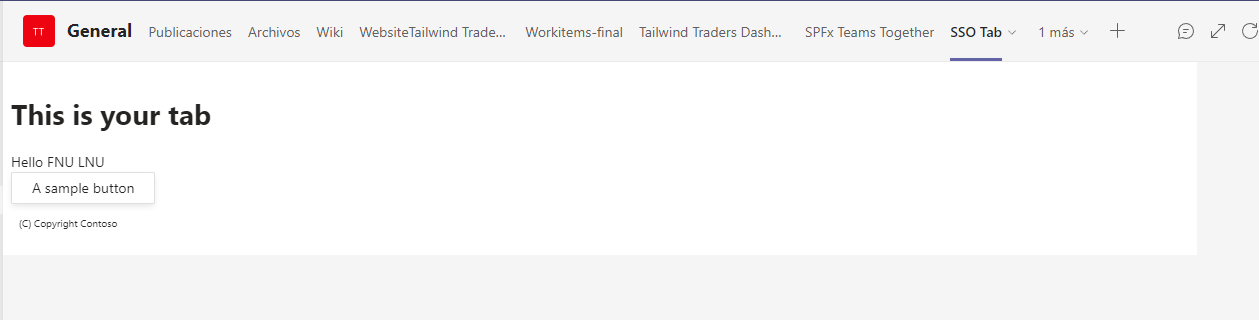 TT General Publicaciones Archivos Wiki WebsiteTailwind Trade... Workitems-final Tailwind Traders Dash... SPFx Teams Together SSO Tab 1 más
This is your tab
Hello FNU LNU
A sample button
(C) Copyright Contoso